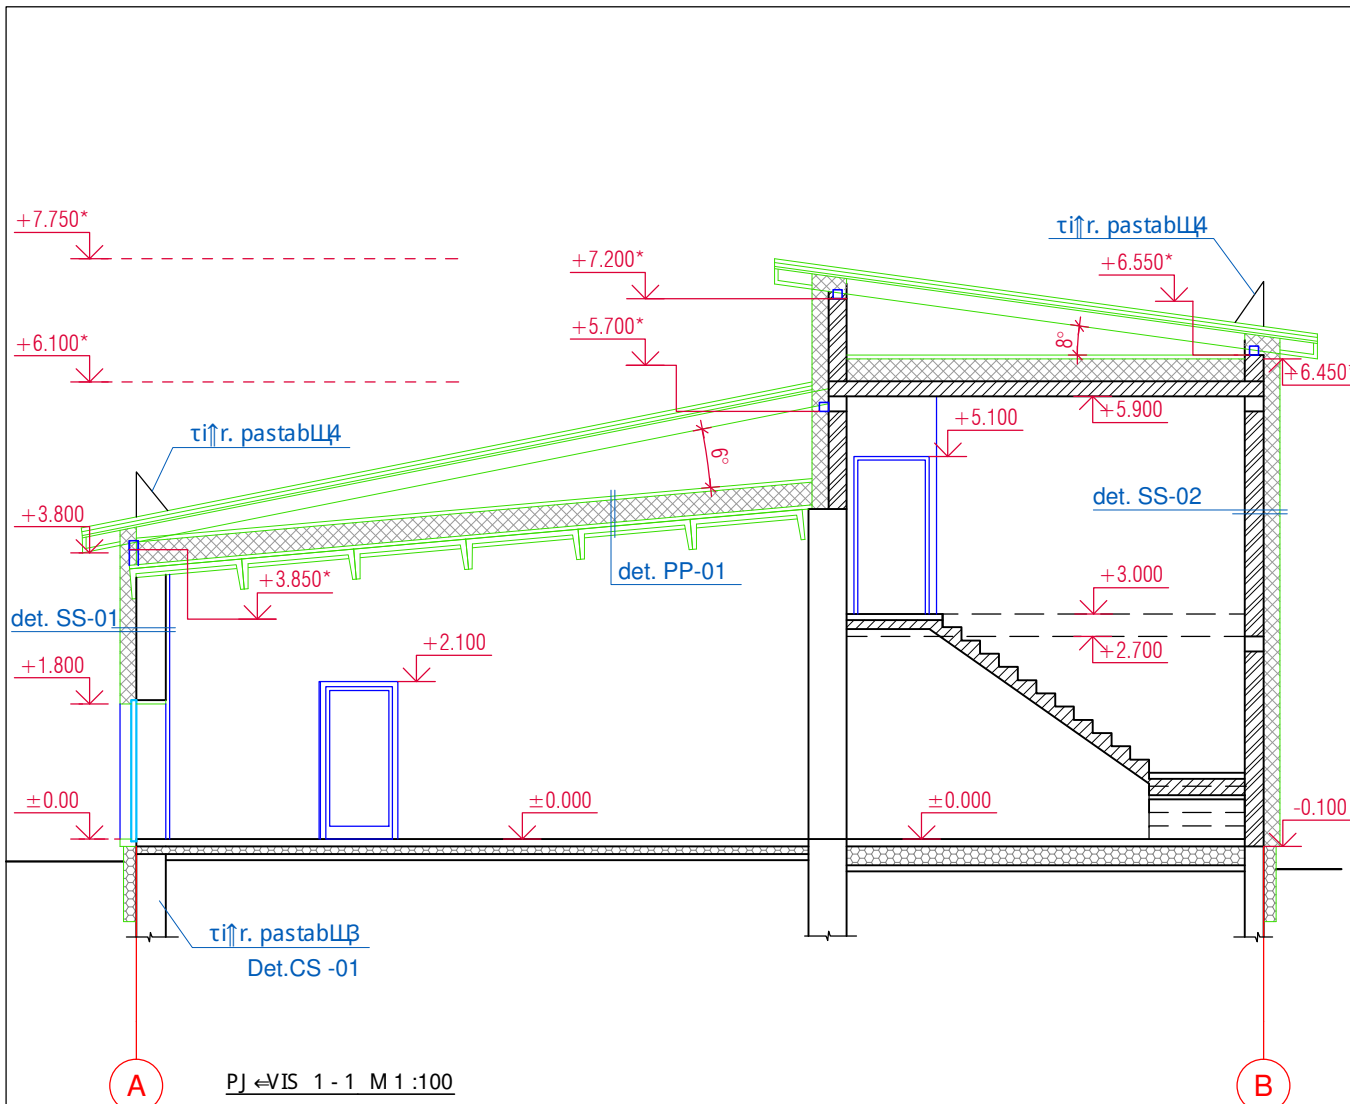 +7.750*
τi⇑r. pastabЩ4
+7.200*
+6.550*
+5.700*
+6.100*
8°
+6.450*
+5.900
+5.100
τi⇑r. pastabЩ4
9°
det. SS-02
+3.800
det. PP-01
+3.850*
+3.000
det. SS-01
+2.100
+2.700
+1.800
±0.00
±0.000
±0.000
-0.100
τi⇑r. pastabЩ3
Det.CS -01
PJ ⇐VIS 1 - 1 M 1 :100
A
B